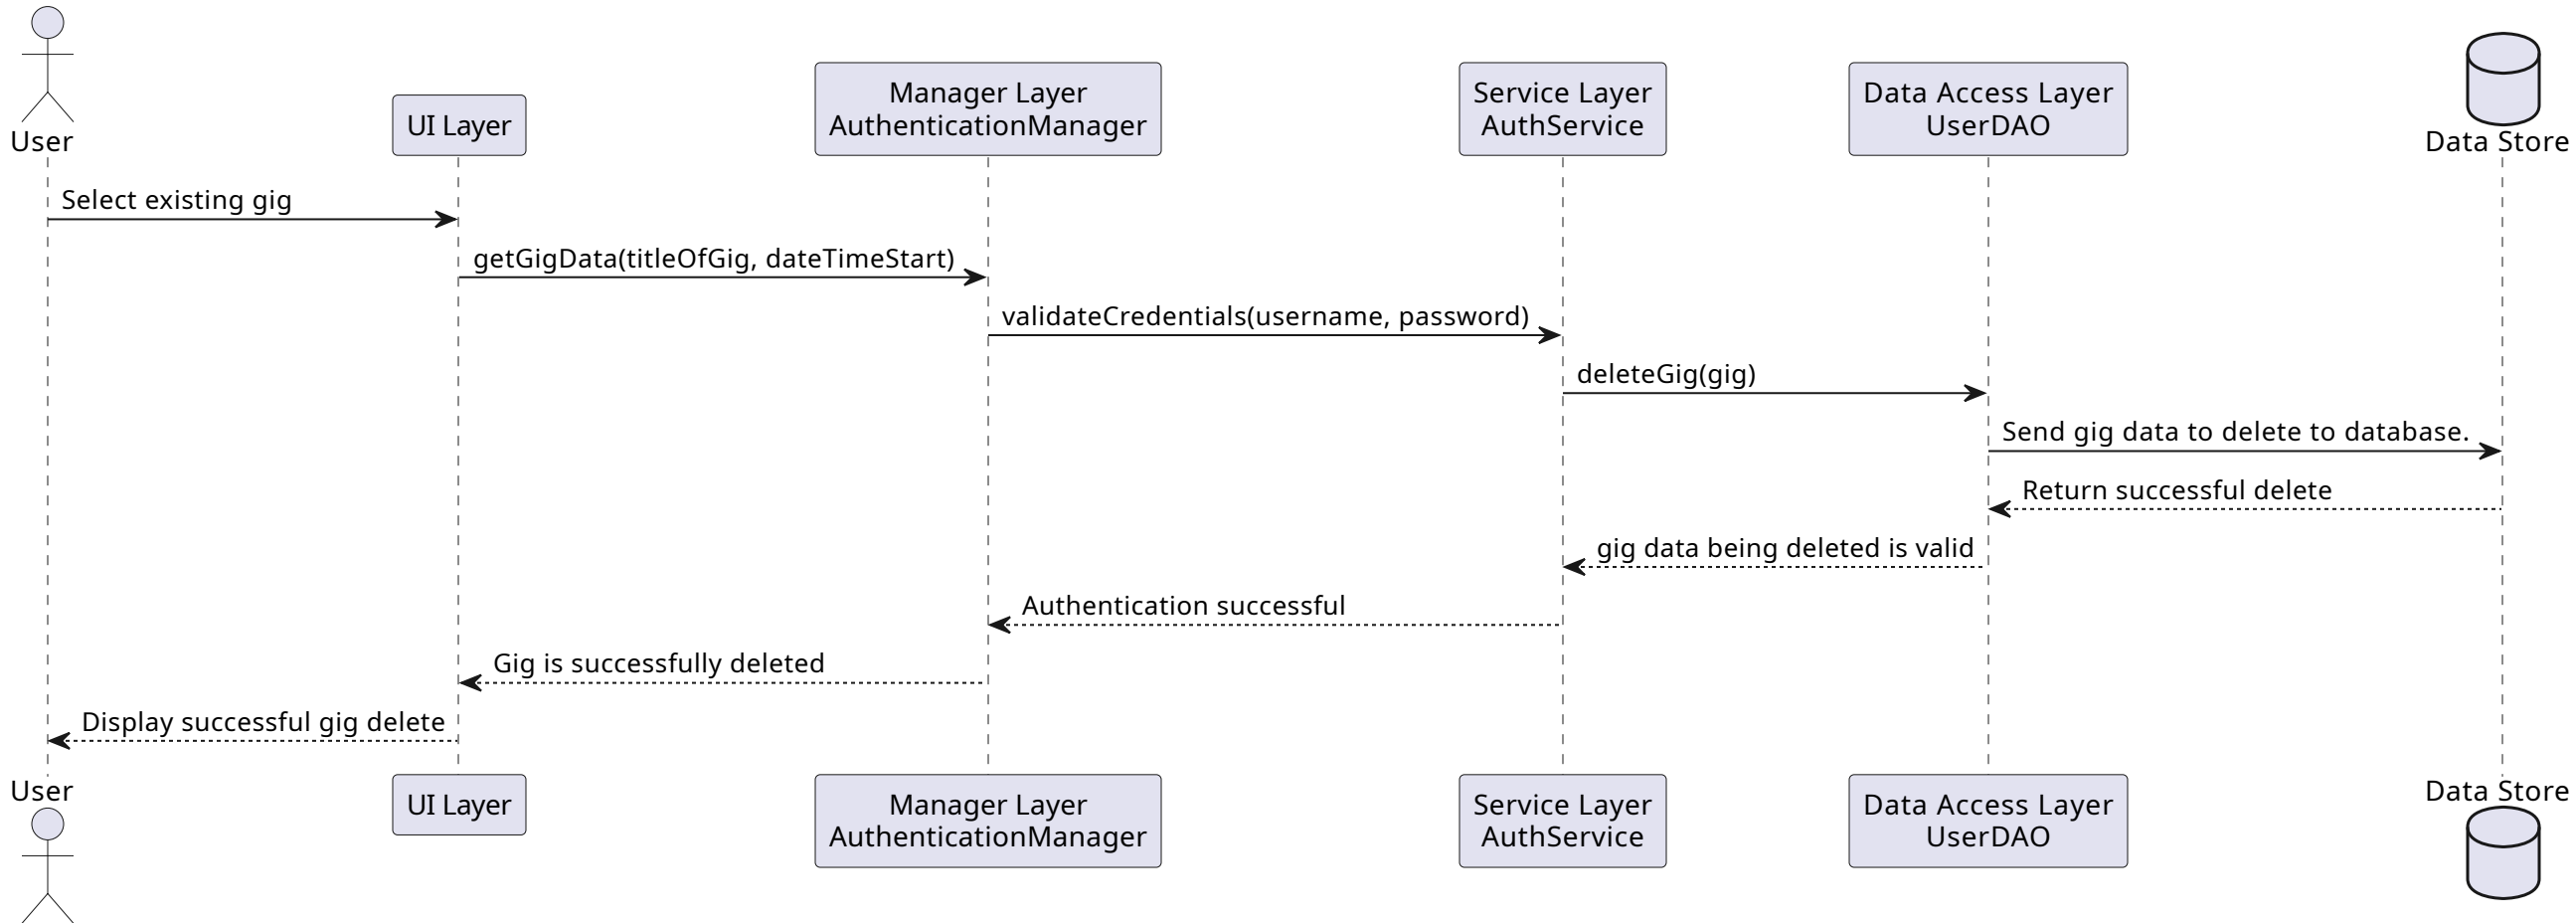 User
UI Layer
Manager Layer
AuthenticationManager
Service Layer
AuthService
Data Access Layer
UserDAO
Data Store
Select existing gig
getGigData(titleOfGig, dateTimeStart)
validateCredentials(username, password)
deleteGig(gig)
Send gig data to delete to database.
Return successful delete
gig data being deleted is valid
Authentication successful
Gig is successfully deleted
Display successful gig delete
User
UI Layer
Manager Layer
AuthenticationManager
Service Layer
AuthService
Data Access Layer
UserDAO
Data Store